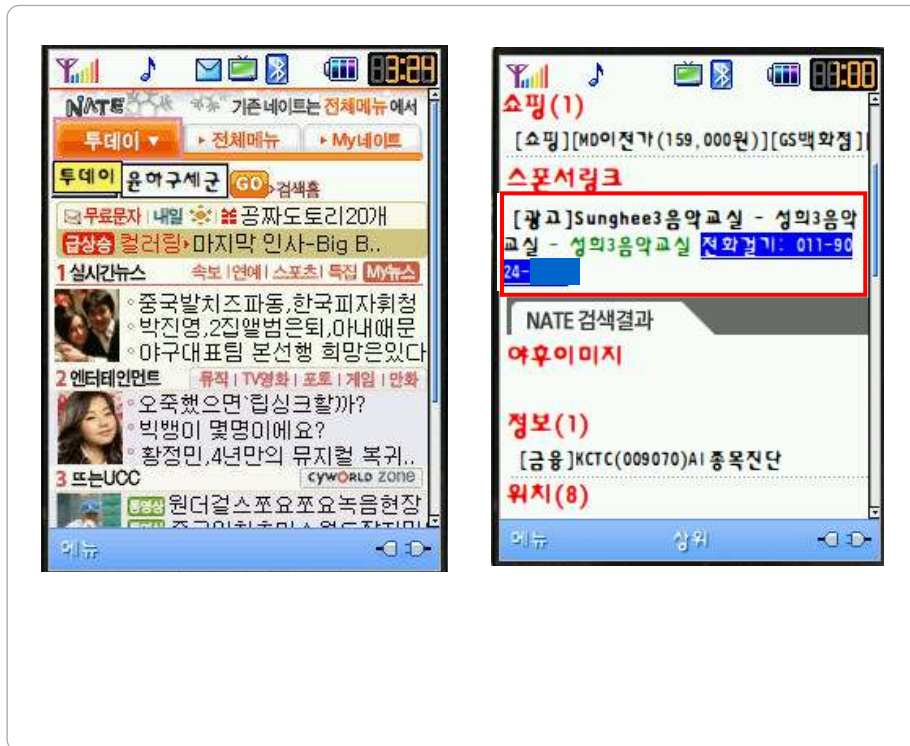 3:24
NATE 기존 네이트는 전체메뉴 에서
투데이 ▼ ▸ 전체메뉴 ▸ My네이트
투데이 윤하구세군 GO ▸검색홈
무료문자 내일 공짜도토리20개
급상승 컬러링▸마지막 인사-Big B..
1 실시간뉴스 속보 | 연예 | 스포츠 | 특집 My뉴스
◦중국발치즈파동,한국피자휘청
◦박진영,2집앨범은퇴,아내때문
◦야구대표팀 본선행 희망은있다
2 엔터테인먼트 뮤직 | TV영화 | 포토 | 게임 | 만화
◦오죽했으면`립싱크할까?
◦빅뱅이 몇명이에요?
◦황정민,4년만의 뮤지컬 복귀..
3 뜨는UCC CYWORLD ZONE
동영상 원더걸스쪼요쪼요녹음현장
동영상
메뉴
쇼핑(1)
[쇼핑][MD이전가(159,000원)][GS백화점]
스폰서링크
[광고]Sunghee3음악교실 - 성희3음악
교실 - 성희3음악교실 전화걸기: 011-90
24-
NATE 검색결과
야후이미지
정보(1)
[금융]KCTC(009070)AI 종목진단
위치(8)
메뉴 상위